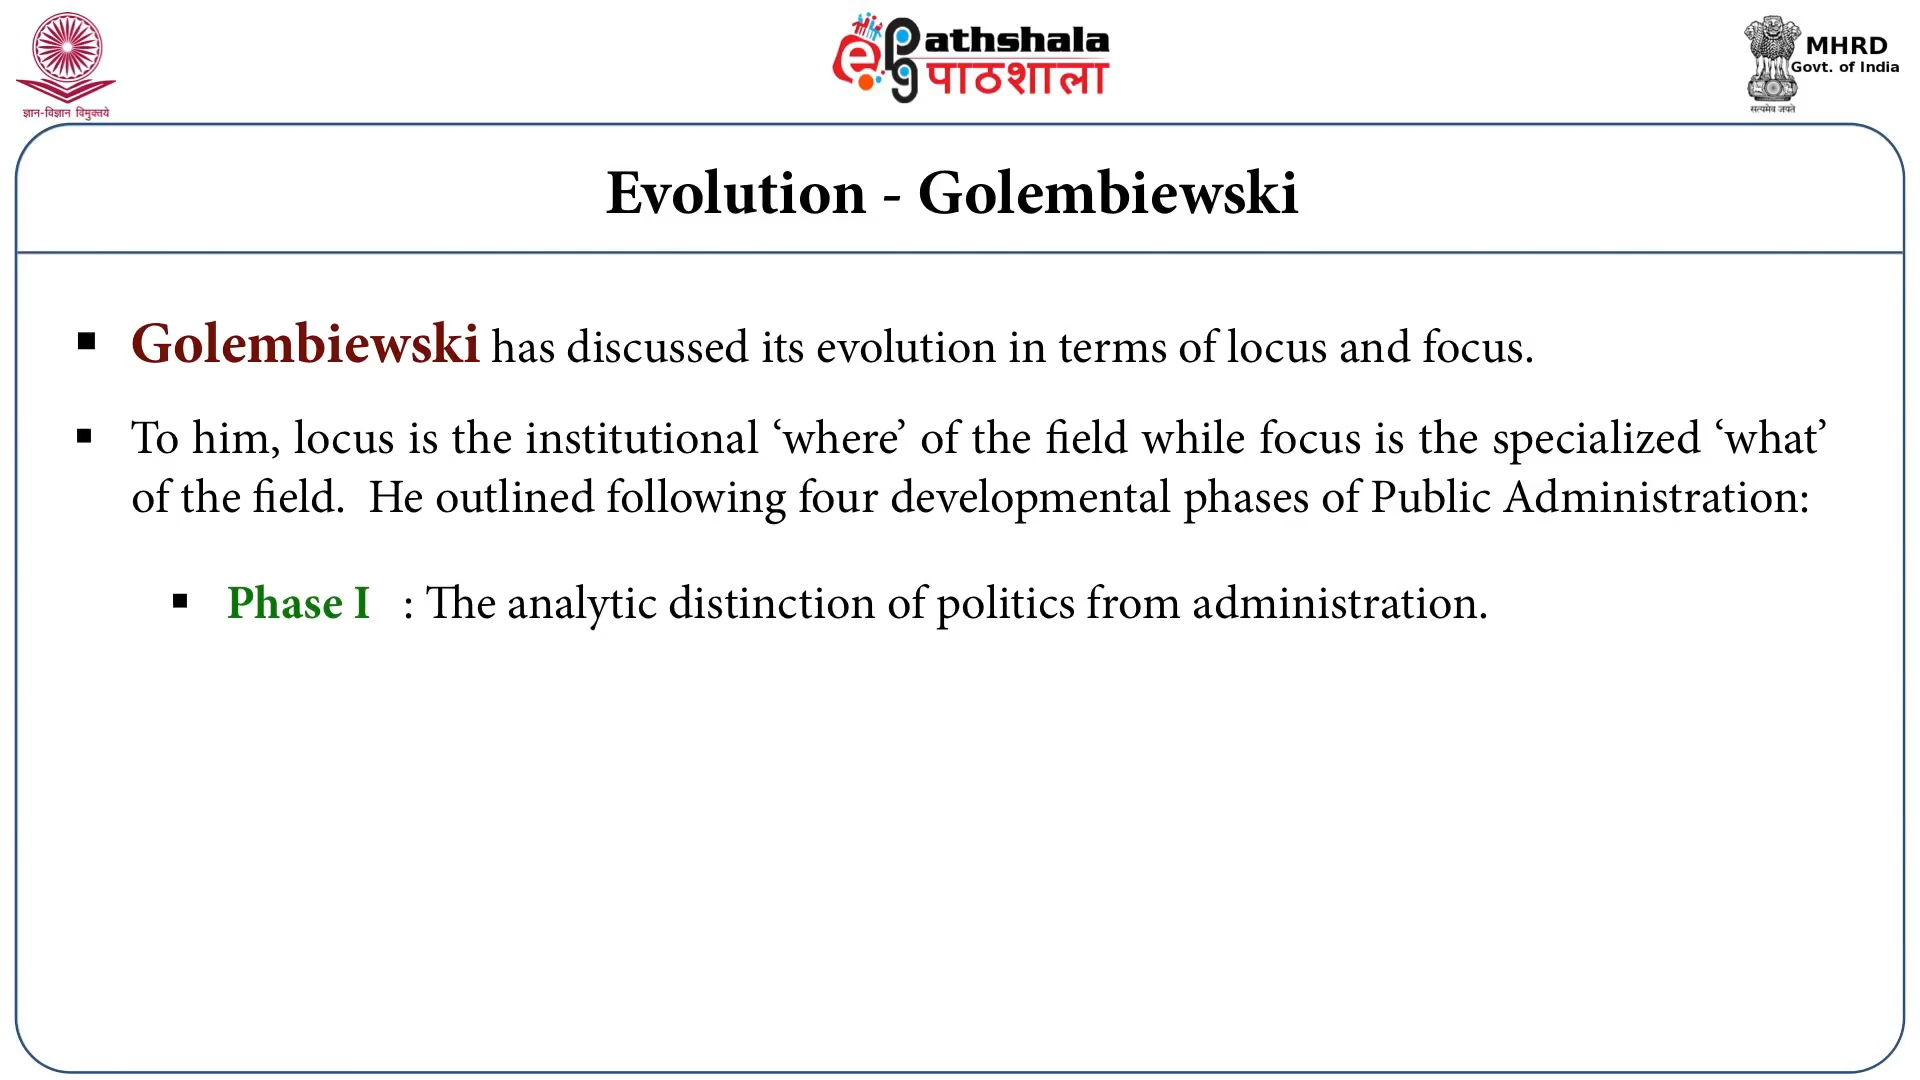 ज्ञान-विज्ञान विमुक्तये
ePathshala
पाठशाला
MHRD
Govt. of India
सत्यमेव जयते
Evolution - Golembiewski
▪ Golembiewski has discussed its evolution in terms of locus and focus.
▪ To him, locus is the institutional ‘where’ of the field while focus is the specialized ‘what’
of the field. He outlined following four developmental phases of Public Administration:
▪ Phase I : The analytic distinction of politics from administration.